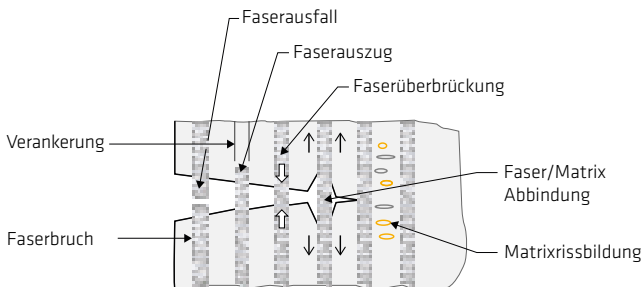 Faserausfall
Faserauszug
Faserüberbrückung
Verankerung
Faser/Matrix
Abbindung
Faserbruch
Matrixrissbildung